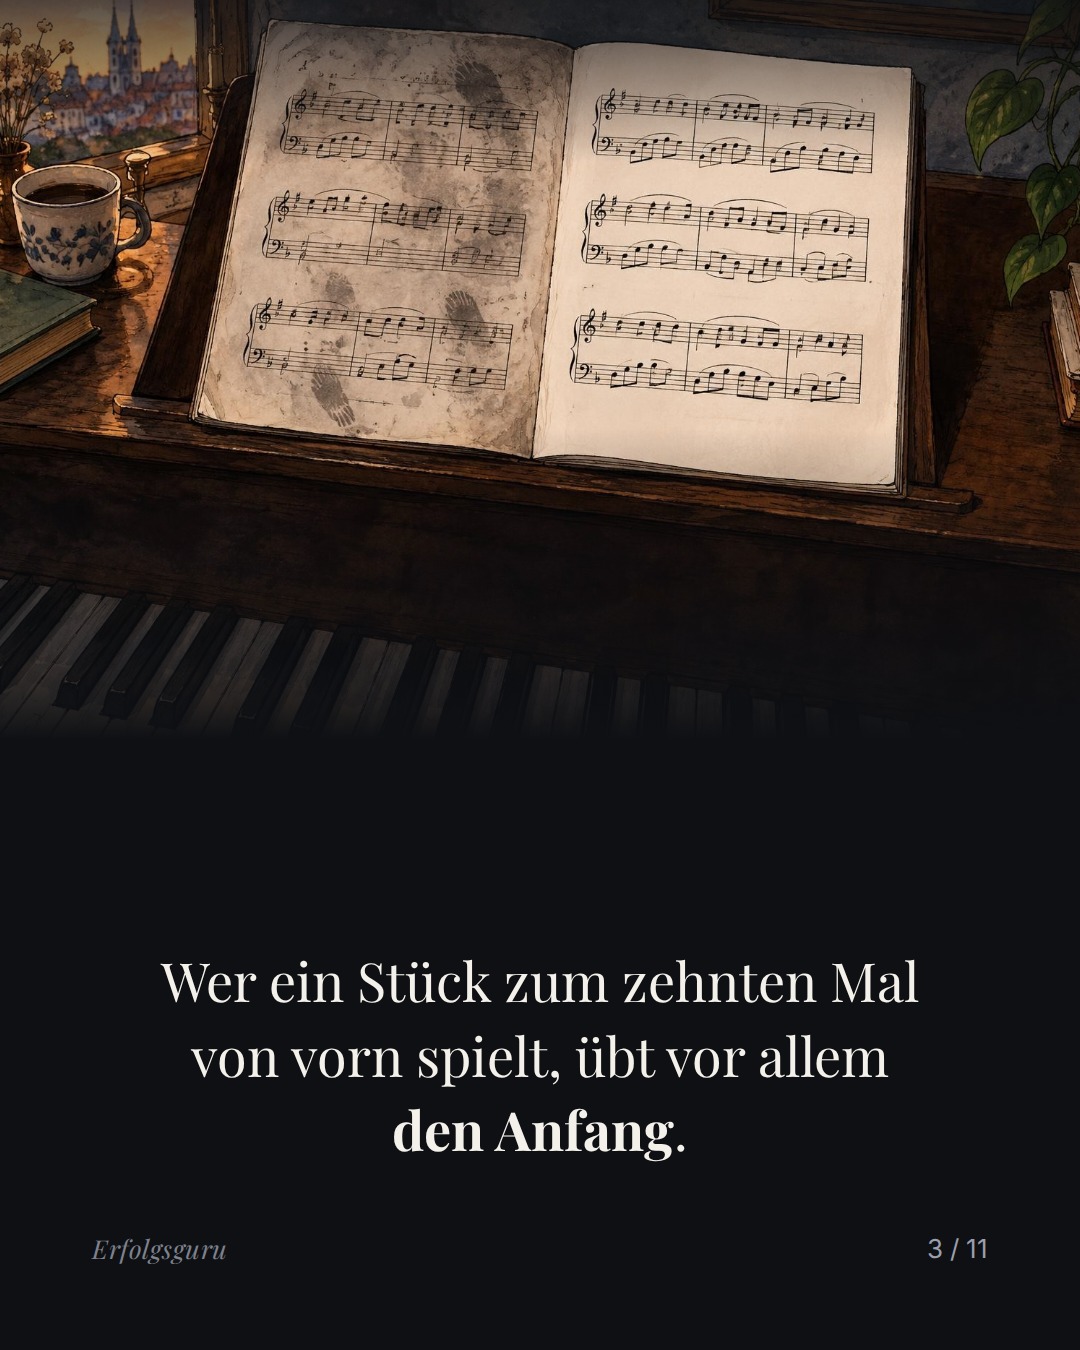 Wer ein Stück zum zehnten Mal
von vorn spielt, übt vor allem
den Anfang.
Erfolgsguru
3 / 11